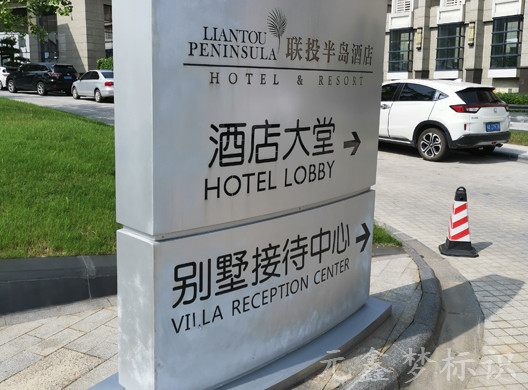 LIANTOU
PENINSULA 联投半岛酒店
HOTEL & RESORT
酒店大堂
HOTEL LOBBY
别墅接待中心
VILLA RECEPTION CENTER
元鑫梦标识